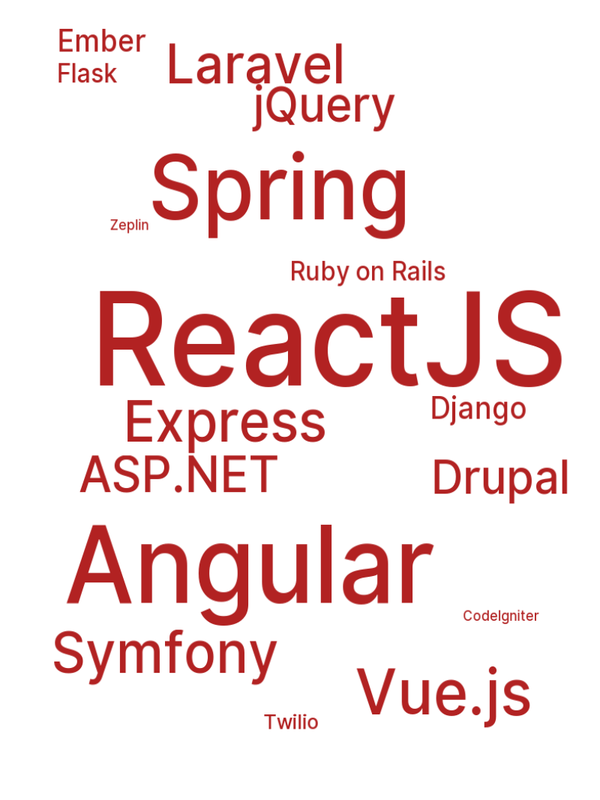 Ember
Flask
Laravel
jQuery
Spring
Zeplin
Ruby on Rails
ReactJS
Django
Express
ASP.NET
Drupal
Angular
CodeIgniter
Symfony
Vue.js
Twilio